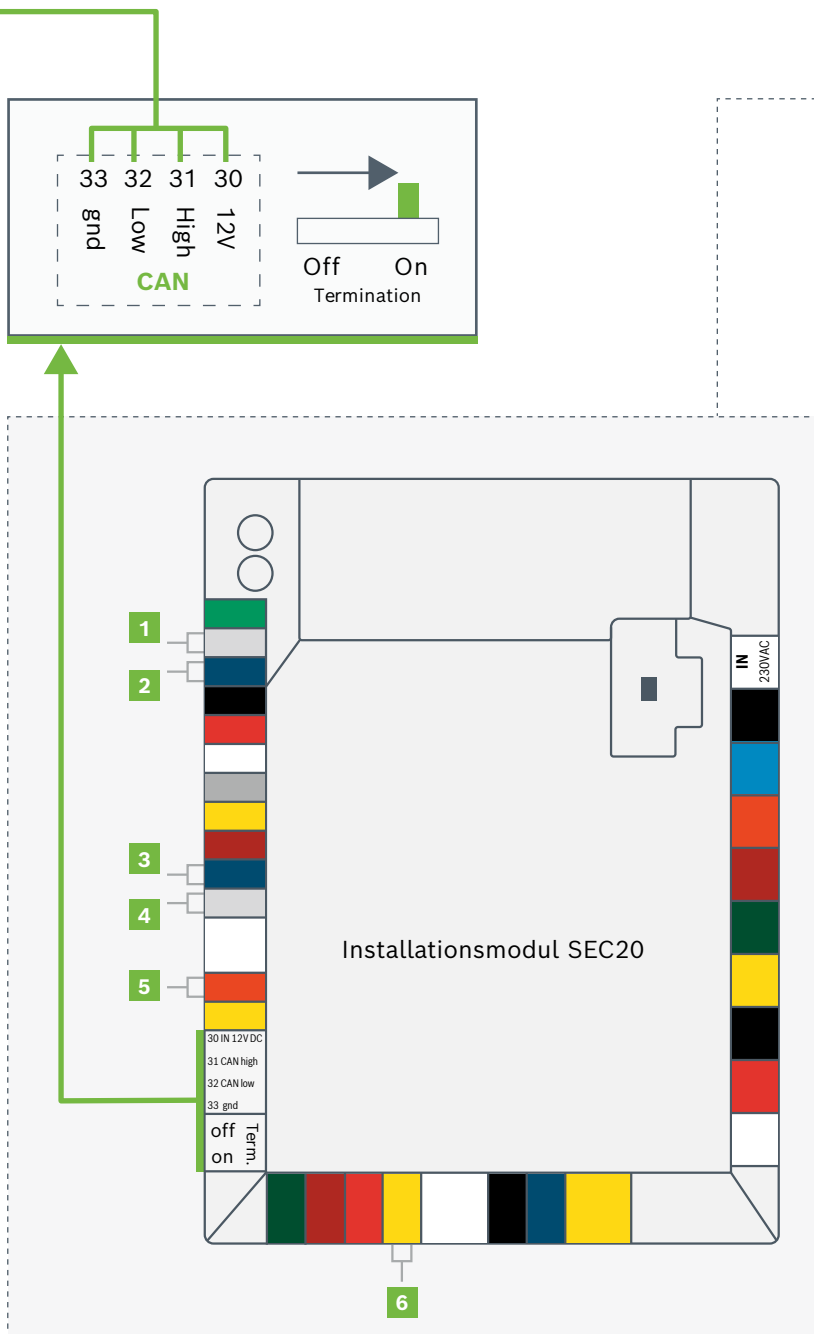 33 32 31 30
gnd Low High 12V
CAN
Off On
Termination
1
2
3
4
5
6
IN
230VAC
Installationsmodul SEC20
30 IN 12V DC
31 CAN high
32 CAN low
33 gnd
off
on
Term.